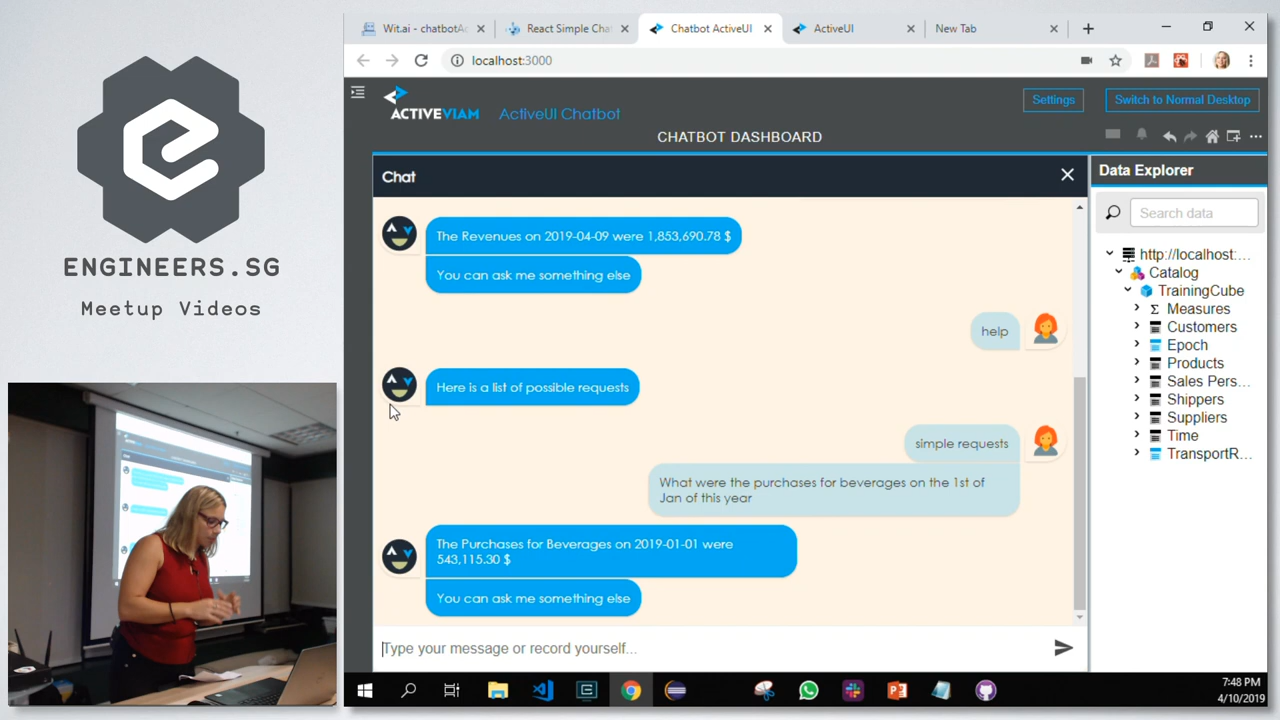 ENGINEERS.SG
Meetup Videos
Wit.ai - chatbotAc
React Simple Chat
Chatbot ActiveUI
ActiveUI
New Tab
localhost:3000
ACTIVEVIAM
ActiveUI Chatbot
Settings
Switch to Normal Desktop
CHATBOT DASHBOARD
Chat
The Revenues on 2019-04-09 were 1,853,690.78 $
You can ask me something else
help
Here is a list of possible requests
simple requests
What were the purchases for beverages on the 1st of
Jan of this year
The Purchases for Beverages on 2019-01-01 were
543,115.30 $
You can ask me something else
Type your message or record yourself...
Data Explorer
Search data
http://localhost:...
Catalog
TrainingCube
Measures
Customers
Epoch
Products
Sales Pers...
Shippers
Suppliers
Time
TransportR...
7:48 PM
4/10/2019